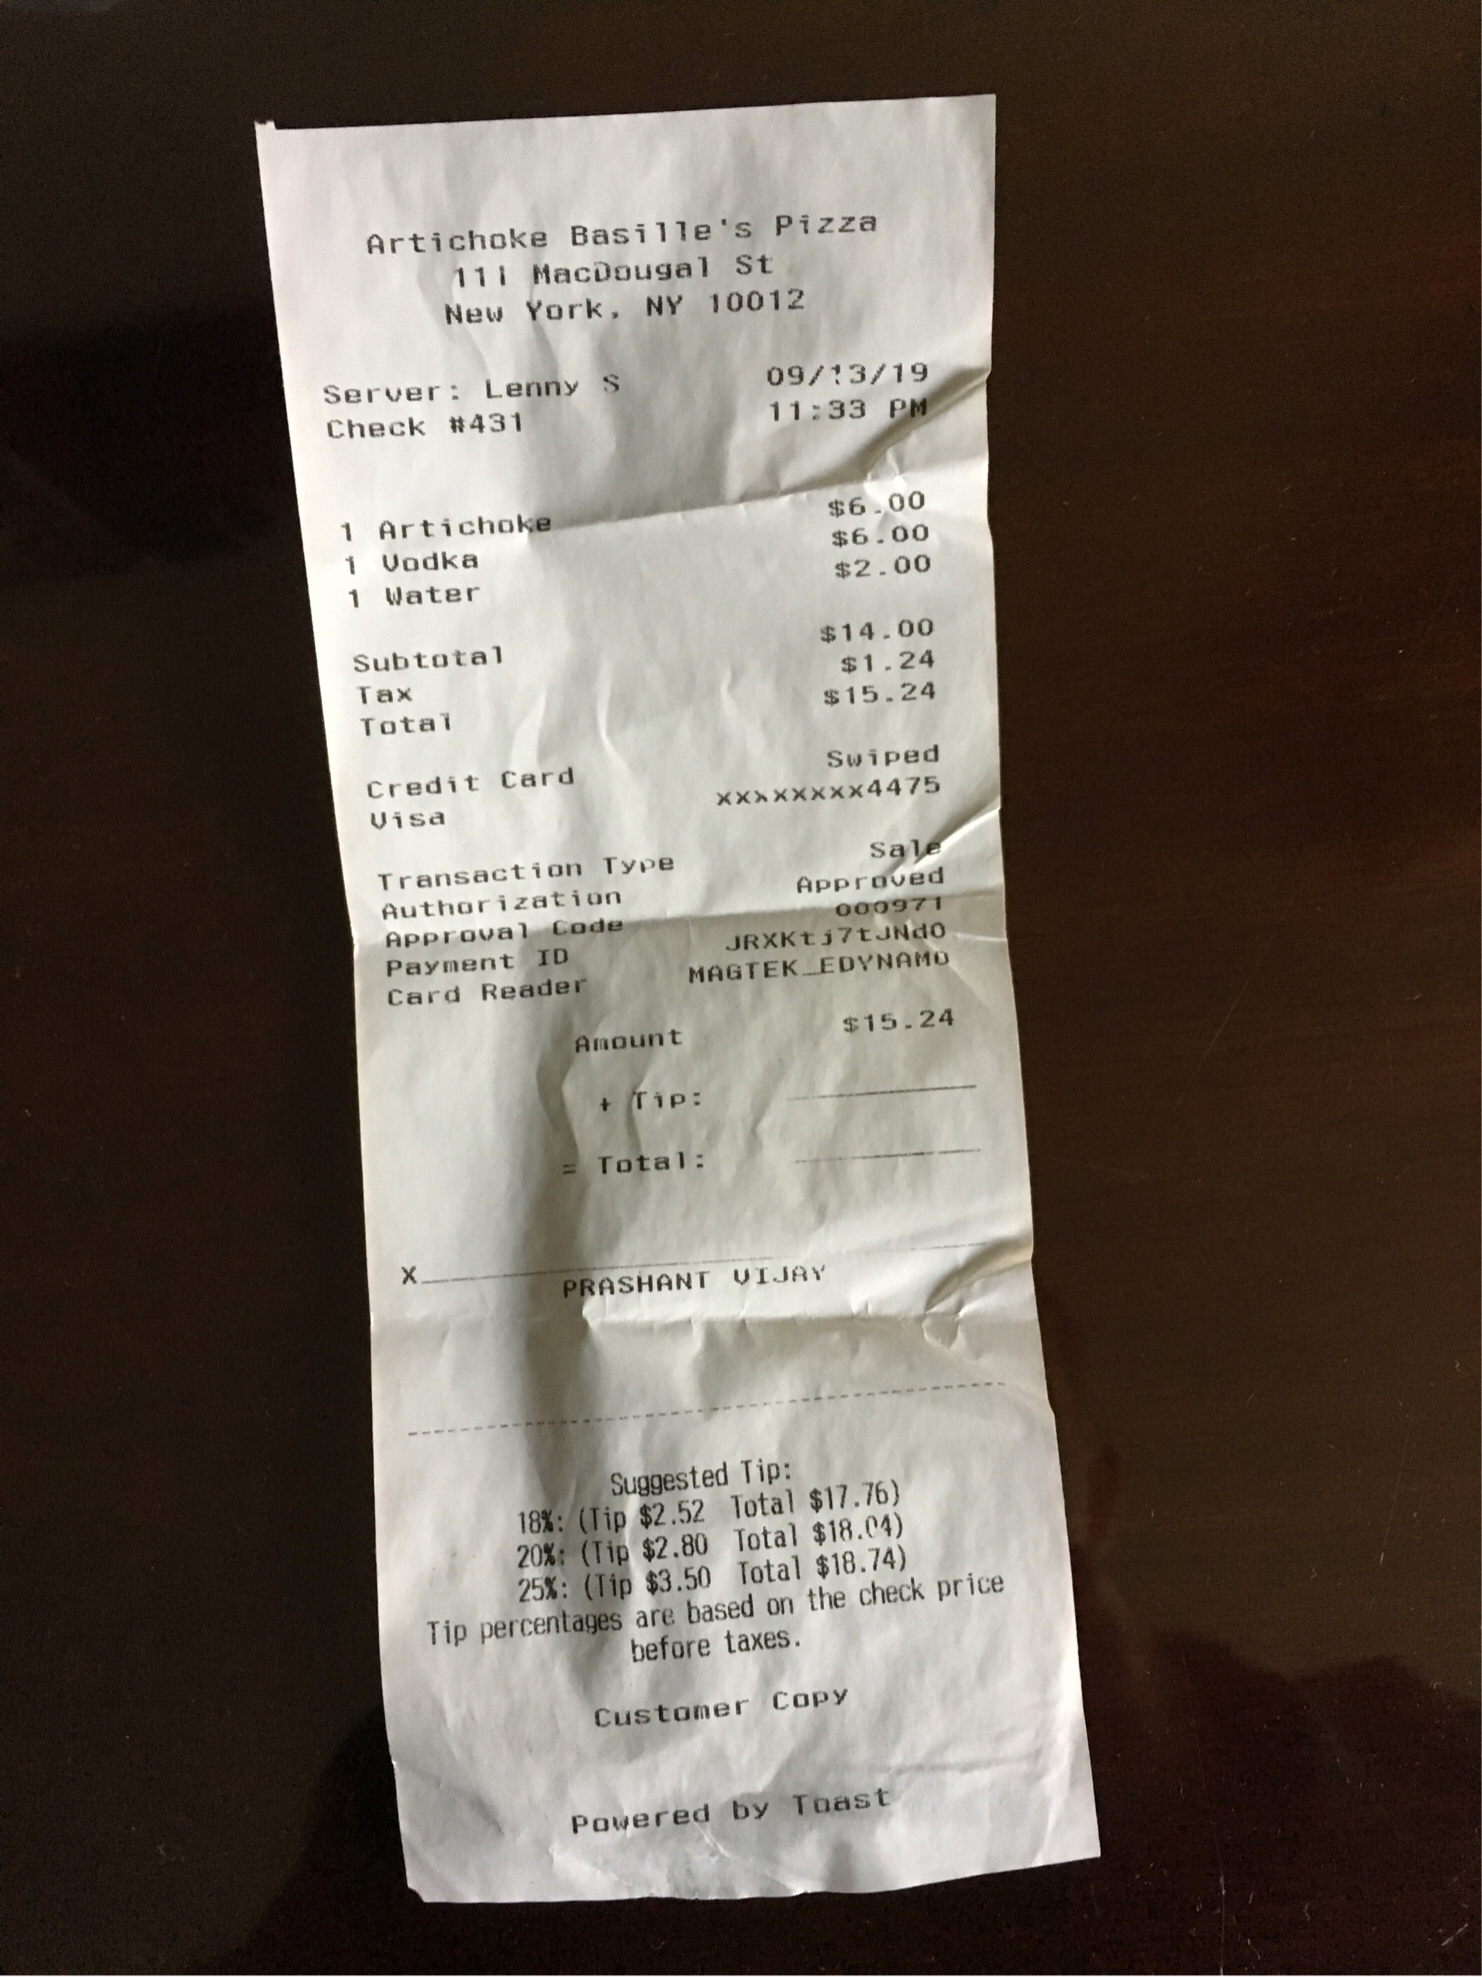 Artichoke Basille's Pizza
111 MacDougal St
New York, NY 10012
Server: Lenny S 09/13/19
Check #431 11:33 PM
1 Artichoke $6.00
1 Vodka $6.00
1 Water $2.00
Subtotal $14.00
Tax $1.24
Total $15.24
Credit Card Swiped
Visa xxxxxxxx4475
Transaction Type Sale
Authorization Approved
Approval Code 000971
Payment ID JRXKtj7tJNdO
Card Reader MAGTEK_EDYNAMO
Amount $15.24
+ Tip:
= Total:
X
PRASHANT VIJAY
Suggested Tip:
18%: (Tip $2.52 Total $17.76)
20%: (Tip $2.80 Total $18.04)
25%: (Tip $3.50 Total $18.74)
Tip percentages are based on the check price
before taxes.
Customer Copy
Powered by Toast